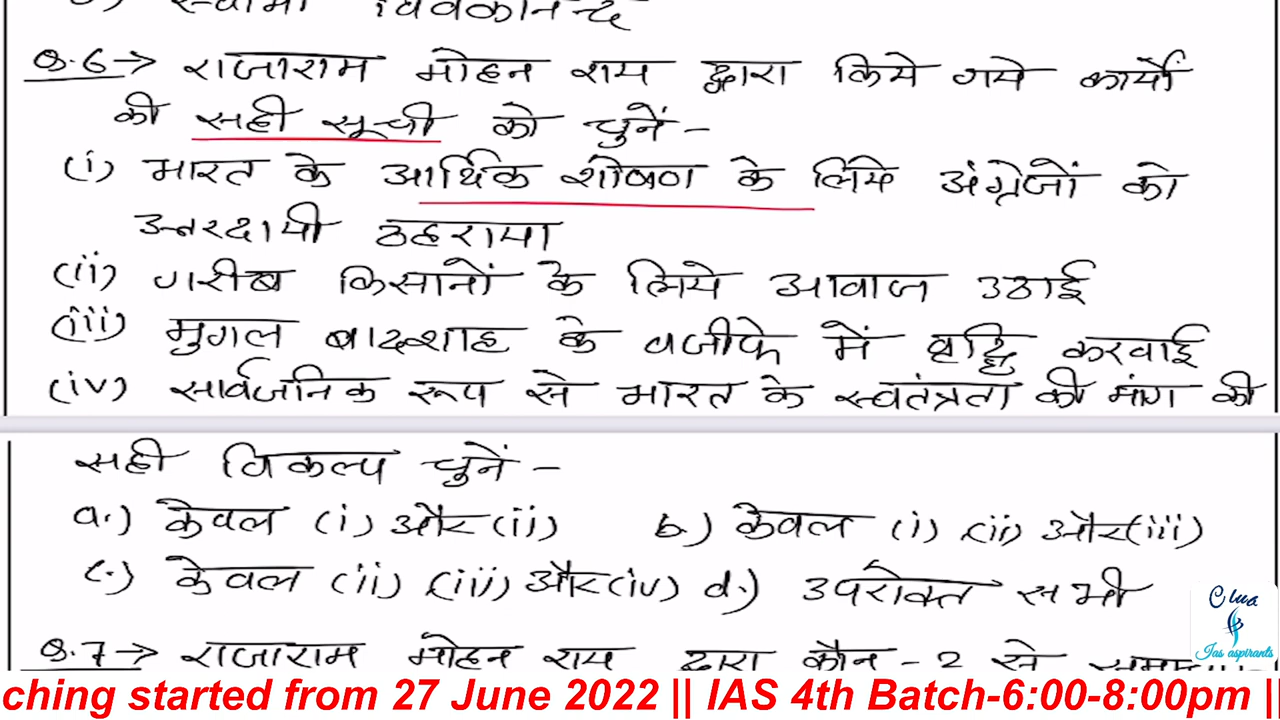 स्वामी विवेकानन्द
Q.6 → राजाराम मोहन राय द्वारा किये गये कार्यों
की सही सूची को चुनें -
(i) भारत के आर्थिक शोषण के लिये अंग्रेजों को
उत्तरदायी ठहराया
(ii) गरीब किसानों के लिये आवाज उठाई
(iii) मुगल बादशाह के वजीफे में वृद्धि करवाई
(iv) सार्वजनिक रूप से भारत के स्वतंत्रता की मांग की
सही विकल्प चुनें -
a.) केवल (i) और (ii) b.) केवल (i) (ii) और (iii)
c.) केवल (ii) (iii) और (iv) d.) उपरोक्त सभी
Q.7 → राजाराम मोहन राय द्वारा कौन-2 से
Clua
Ias aspirants
ching started from 27 June 2022 || IAS 4th Batch-6:00-8:00pm ||